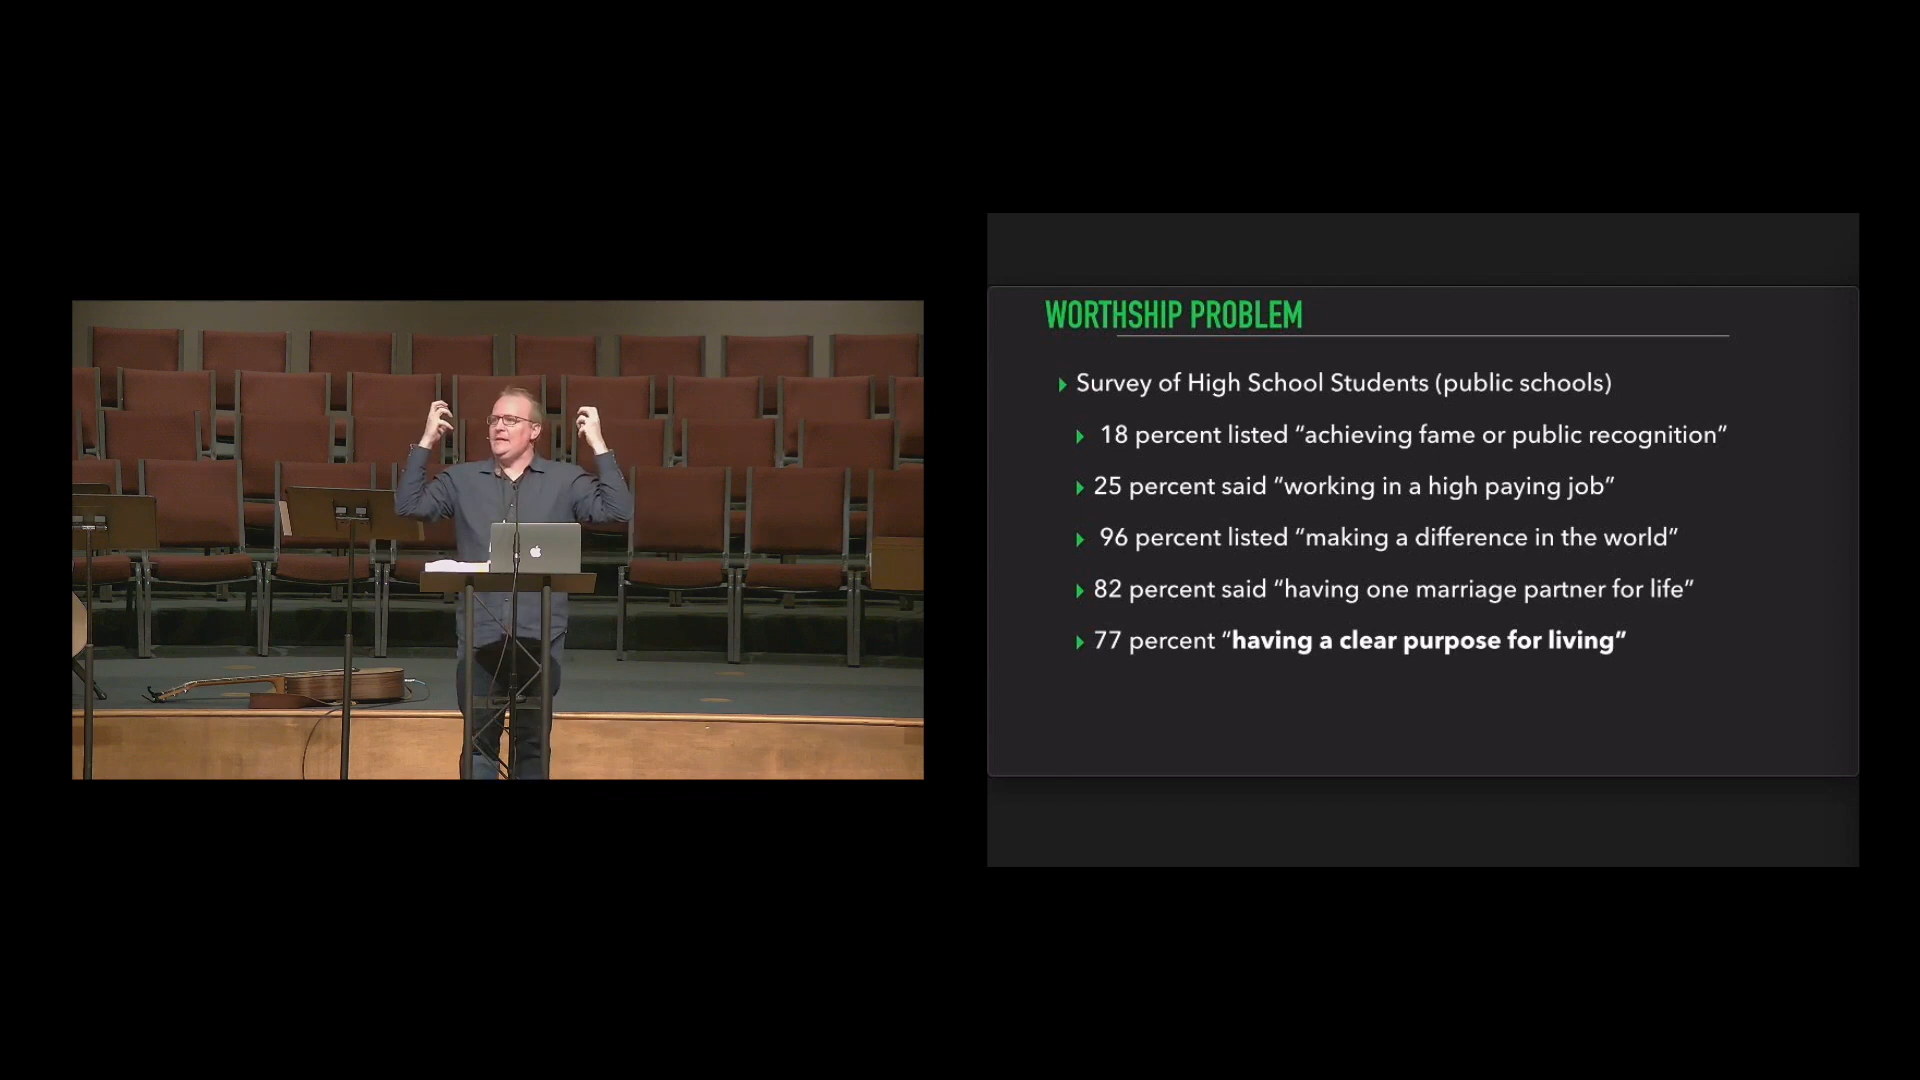 WORTHSHIP PROBLEM
Survey of High School Students (public schools)
18 percent listed “achieving fame or public recognition”
25 percent said “working in a high paying job”
96 percent listed “making a difference in the world”
82 percent said “having one marriage partner for life”
77 percent “having a clear purpose for living”